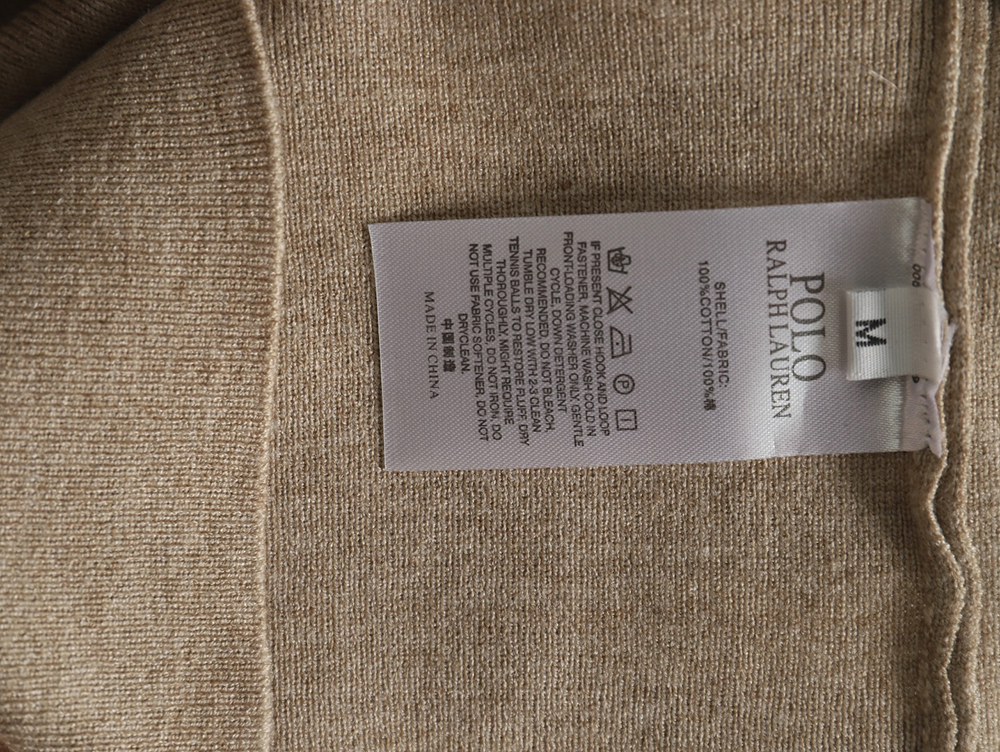 M
POLO
RALPH LAUREN
SHELL/FABRIC:
100%COTTON/100%棉
IF PRESENT CLOSE HOOK AND LOOP
FASTENER, MACHINE WASH COLD IN
FRONT-LOADING WASHER ONLY, GENTLE
CYCLE, DOWN DETERGENT
RECOMMENDED, DO NOT BLEACH,
TUMBLE DRY LOW WITH 2-3 CLEAN
TENNIS BALLS TO RESTORE FLUFF, DRY
THOROUGHLM, MIGHT REQUIRE
MULTIPLE CYCLES, DO NOT IRON, DO
NOT USE FABRIC SOFTENER, DO NOT
DRYCLEAN.
中国制造
MADE IN CHINA